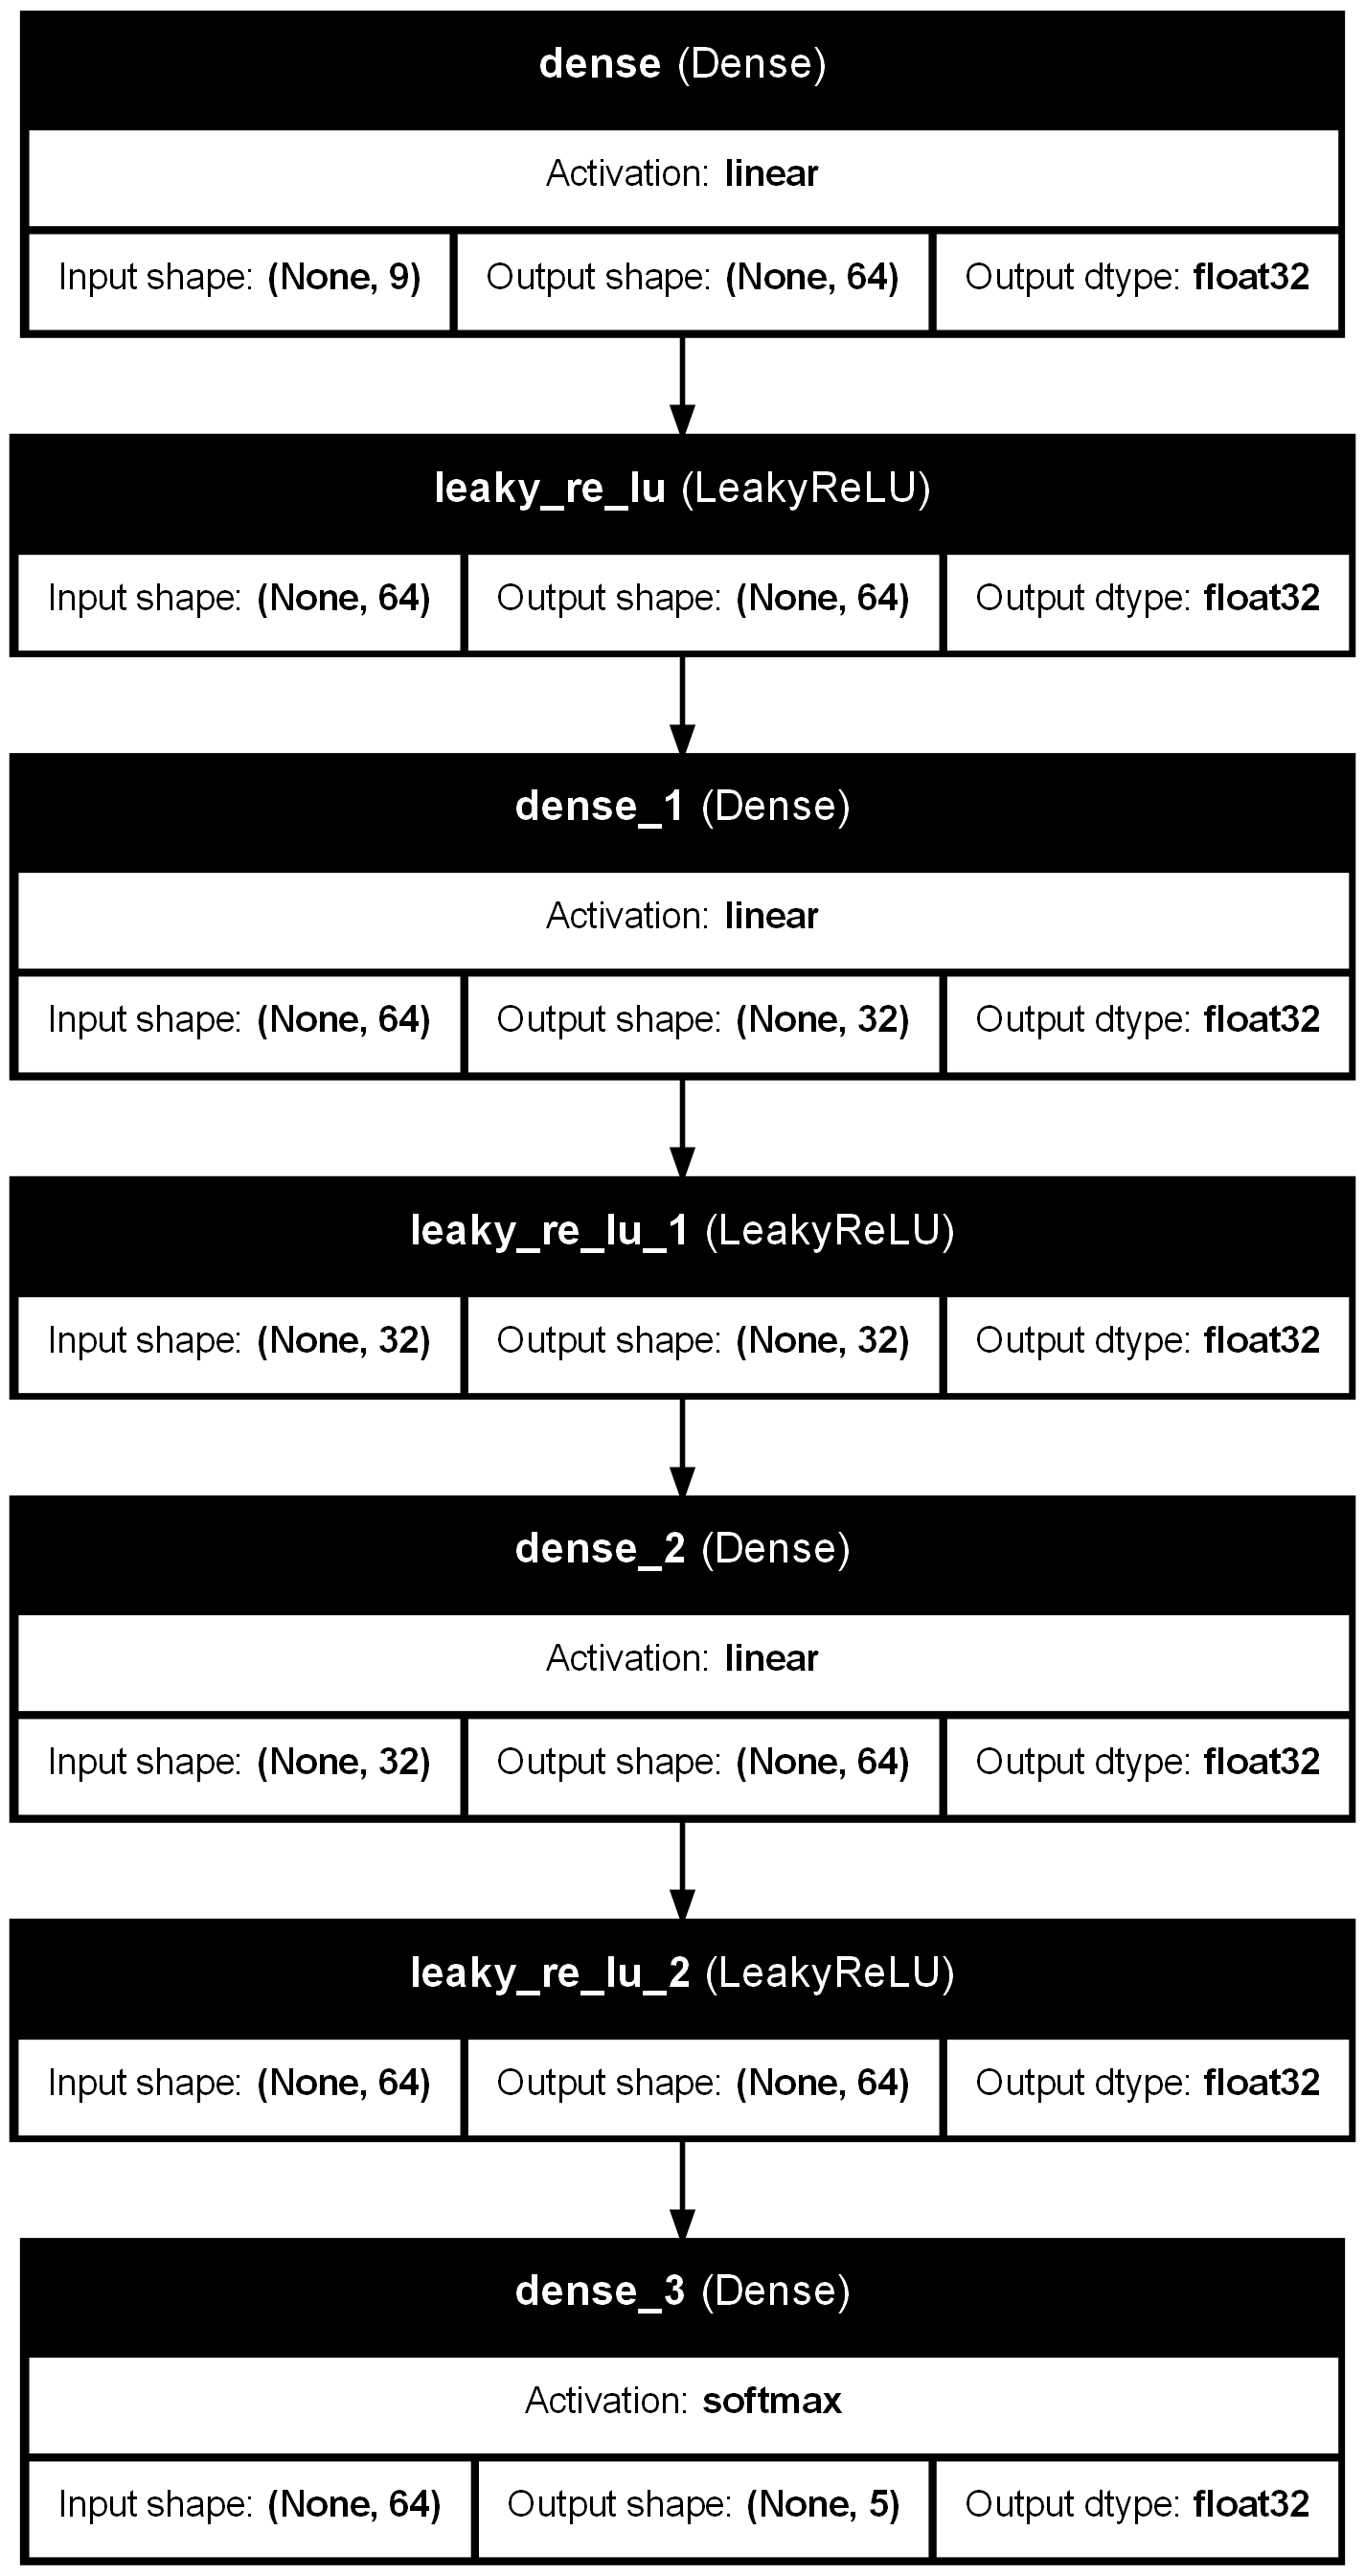 dense (Dense)
Activation: linear
Input shape: (None, 9) Output shape: (None, 64) Output dtype: float32
leaky_re_lu (LeakyReLU)
Input shape: (None, 64) Output shape: (None, 64) Output dtype: float32
dense_1 (Dense)
Activation: linear
Input shape: (None, 64) Output shape: (None, 32) Output dtype: float32
leaky_re_lu_1 (LeakyReLU)
Input shape: (None, 32) Output shape: (None, 32) Output dtype: float32
dense_2 (Dense)
Activation: linear
Input shape: (None, 32) Output shape: (None, 64) Output dtype: float32
leaky_re_lu_2 (LeakyReLU)
Input shape: (None, 64) Output shape: (None, 64) Output dtype: float32
dense_3 (Dense)
Activation: softmax
Input shape: (None, 64) Output shape: (None, 5) Output dtype: float32